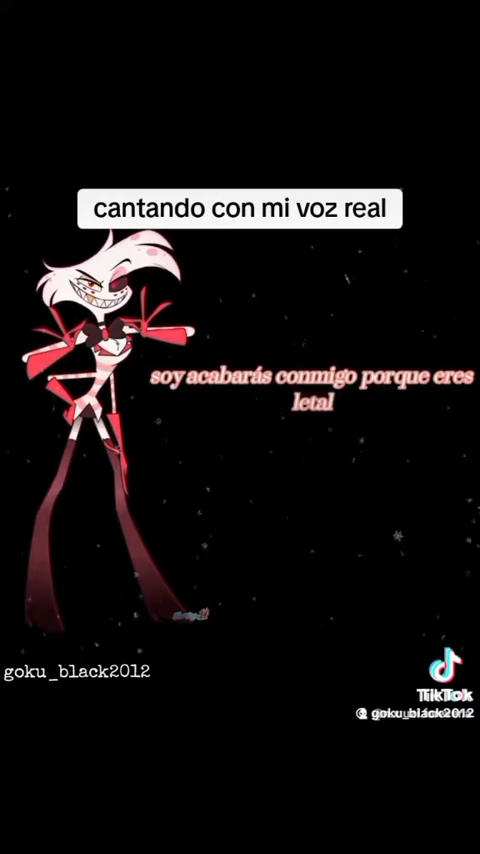 cantando con mi voz real
soy acabarás conmigo porque eres
letal
goku_black2012
TikTok
goku_black2012